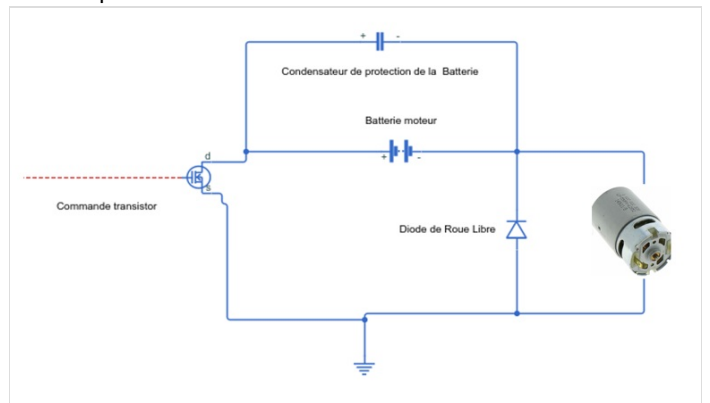 + -
Condensateur de protection de la Batterie
Batterie moteur
+ -
d
s
Commande transistor
Diode de Roue Libre